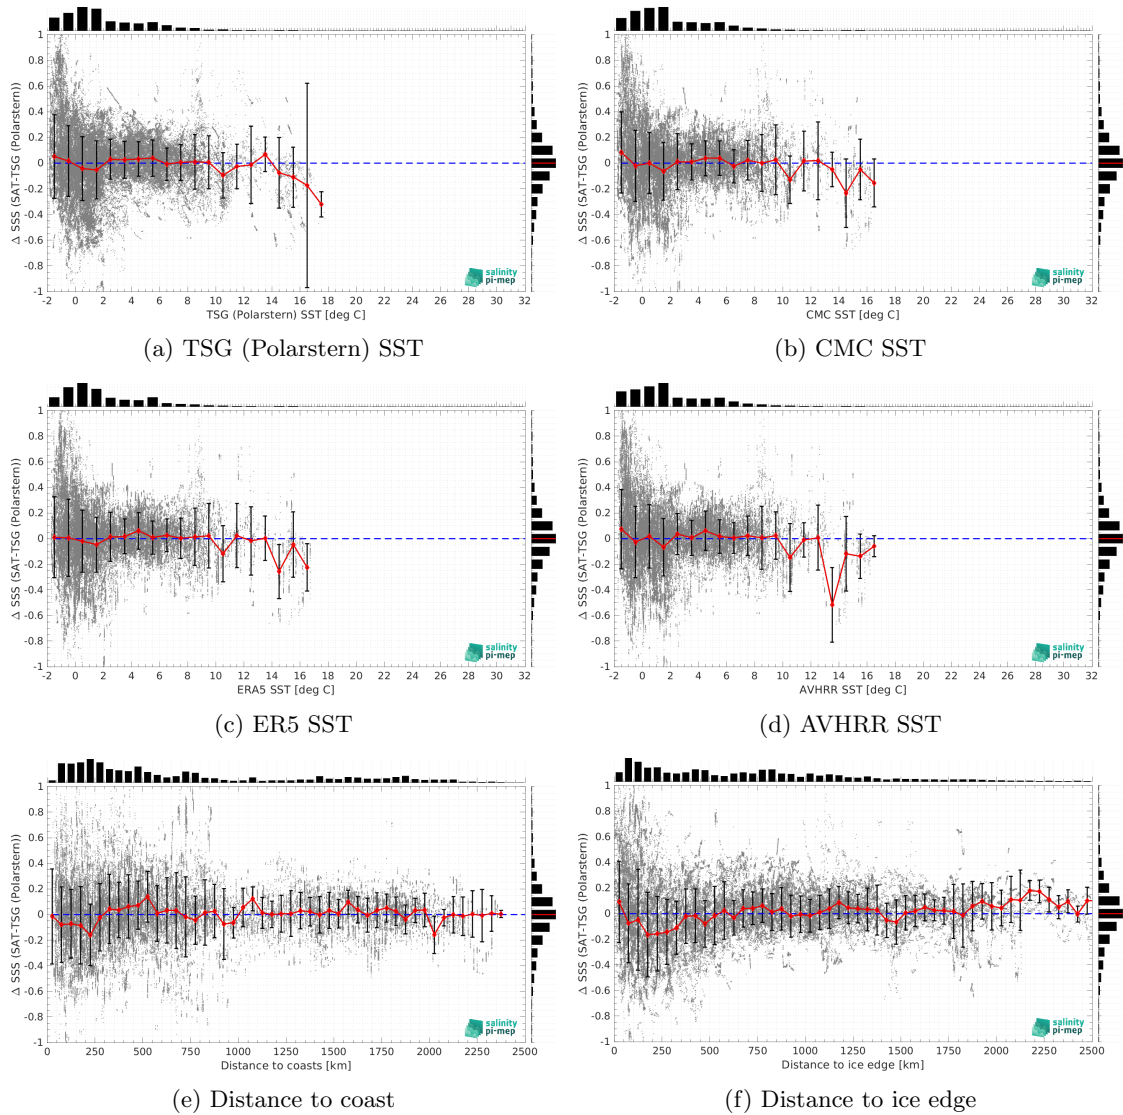 1
0.8
0.6
0.4
0.2
0
-0.2
-0.4
-0.6
-0.8
-1
Δ SSS (SAT-TSG (Polarstern))
-2 0 2 4 6 8 10 12 14 16 18 20 22 24 26 28 30 32
TSG (Polarstern) SST [deg C]
salinity
pi-mep
(a) TSG (Polarstern) SST
1
0.8
0.6
0.4
0.2
0
-0.2
-0.4
-0.6
-0.8
-1
Δ SSS (SAT-TSG (Polarstern))
-2 0 2 4 6 8 10 12 14 16 18 20 22 24 26 28 30 32
CMC SST [deg C]
salinity
pi-mep
(b) CMC SST
1
0.8
0.6
0.4
0.2
0
-0.2
-0.4
-0.6
-0.8
-1
Δ SSS (SAT-TSG (Polarstern))
-2 0 2 4 6 8 10 12 14 16 18 20 22 24 26 28 30 32
ERA5 SST [deg C]
salinity
pi-mep
(c) ER5 SST
1
0.8
0.6
0.4
0.2
0
-0.2
-0.4
-0.6
-0.8
-1
Δ SSS (SAT-TSG (Polarstern))
-2 0 2 4 6 8 10 12 14 16 18 20 22 24 26 28 30 32
AVHRR SST [deg C]
salinity
pi-mep
(d) AVHRR SST
1
0.8
0.6
0.4
0.2
0
-0.2
-0.4
-0.6
-0.8
-1
Δ SSS (SAT-TSG (Polarstern))
0 250 500 750 1000 1250 1500 1750 2000 2250 2500
Distance to coasts [km]
salinity
pi-mep
(e) Distance to coast
1
0.8
0.6
0.4
0.2
0
-0.2
-0.4
-0.6
-0.8
-1
Δ SSS (SAT-TSG (Polarstern))
0 250 500 750 1000 1250 1500 1750 2000 2250 2500
Distance to ice edge [km]
salinity
pi-mep
(f) Distance to ice edge